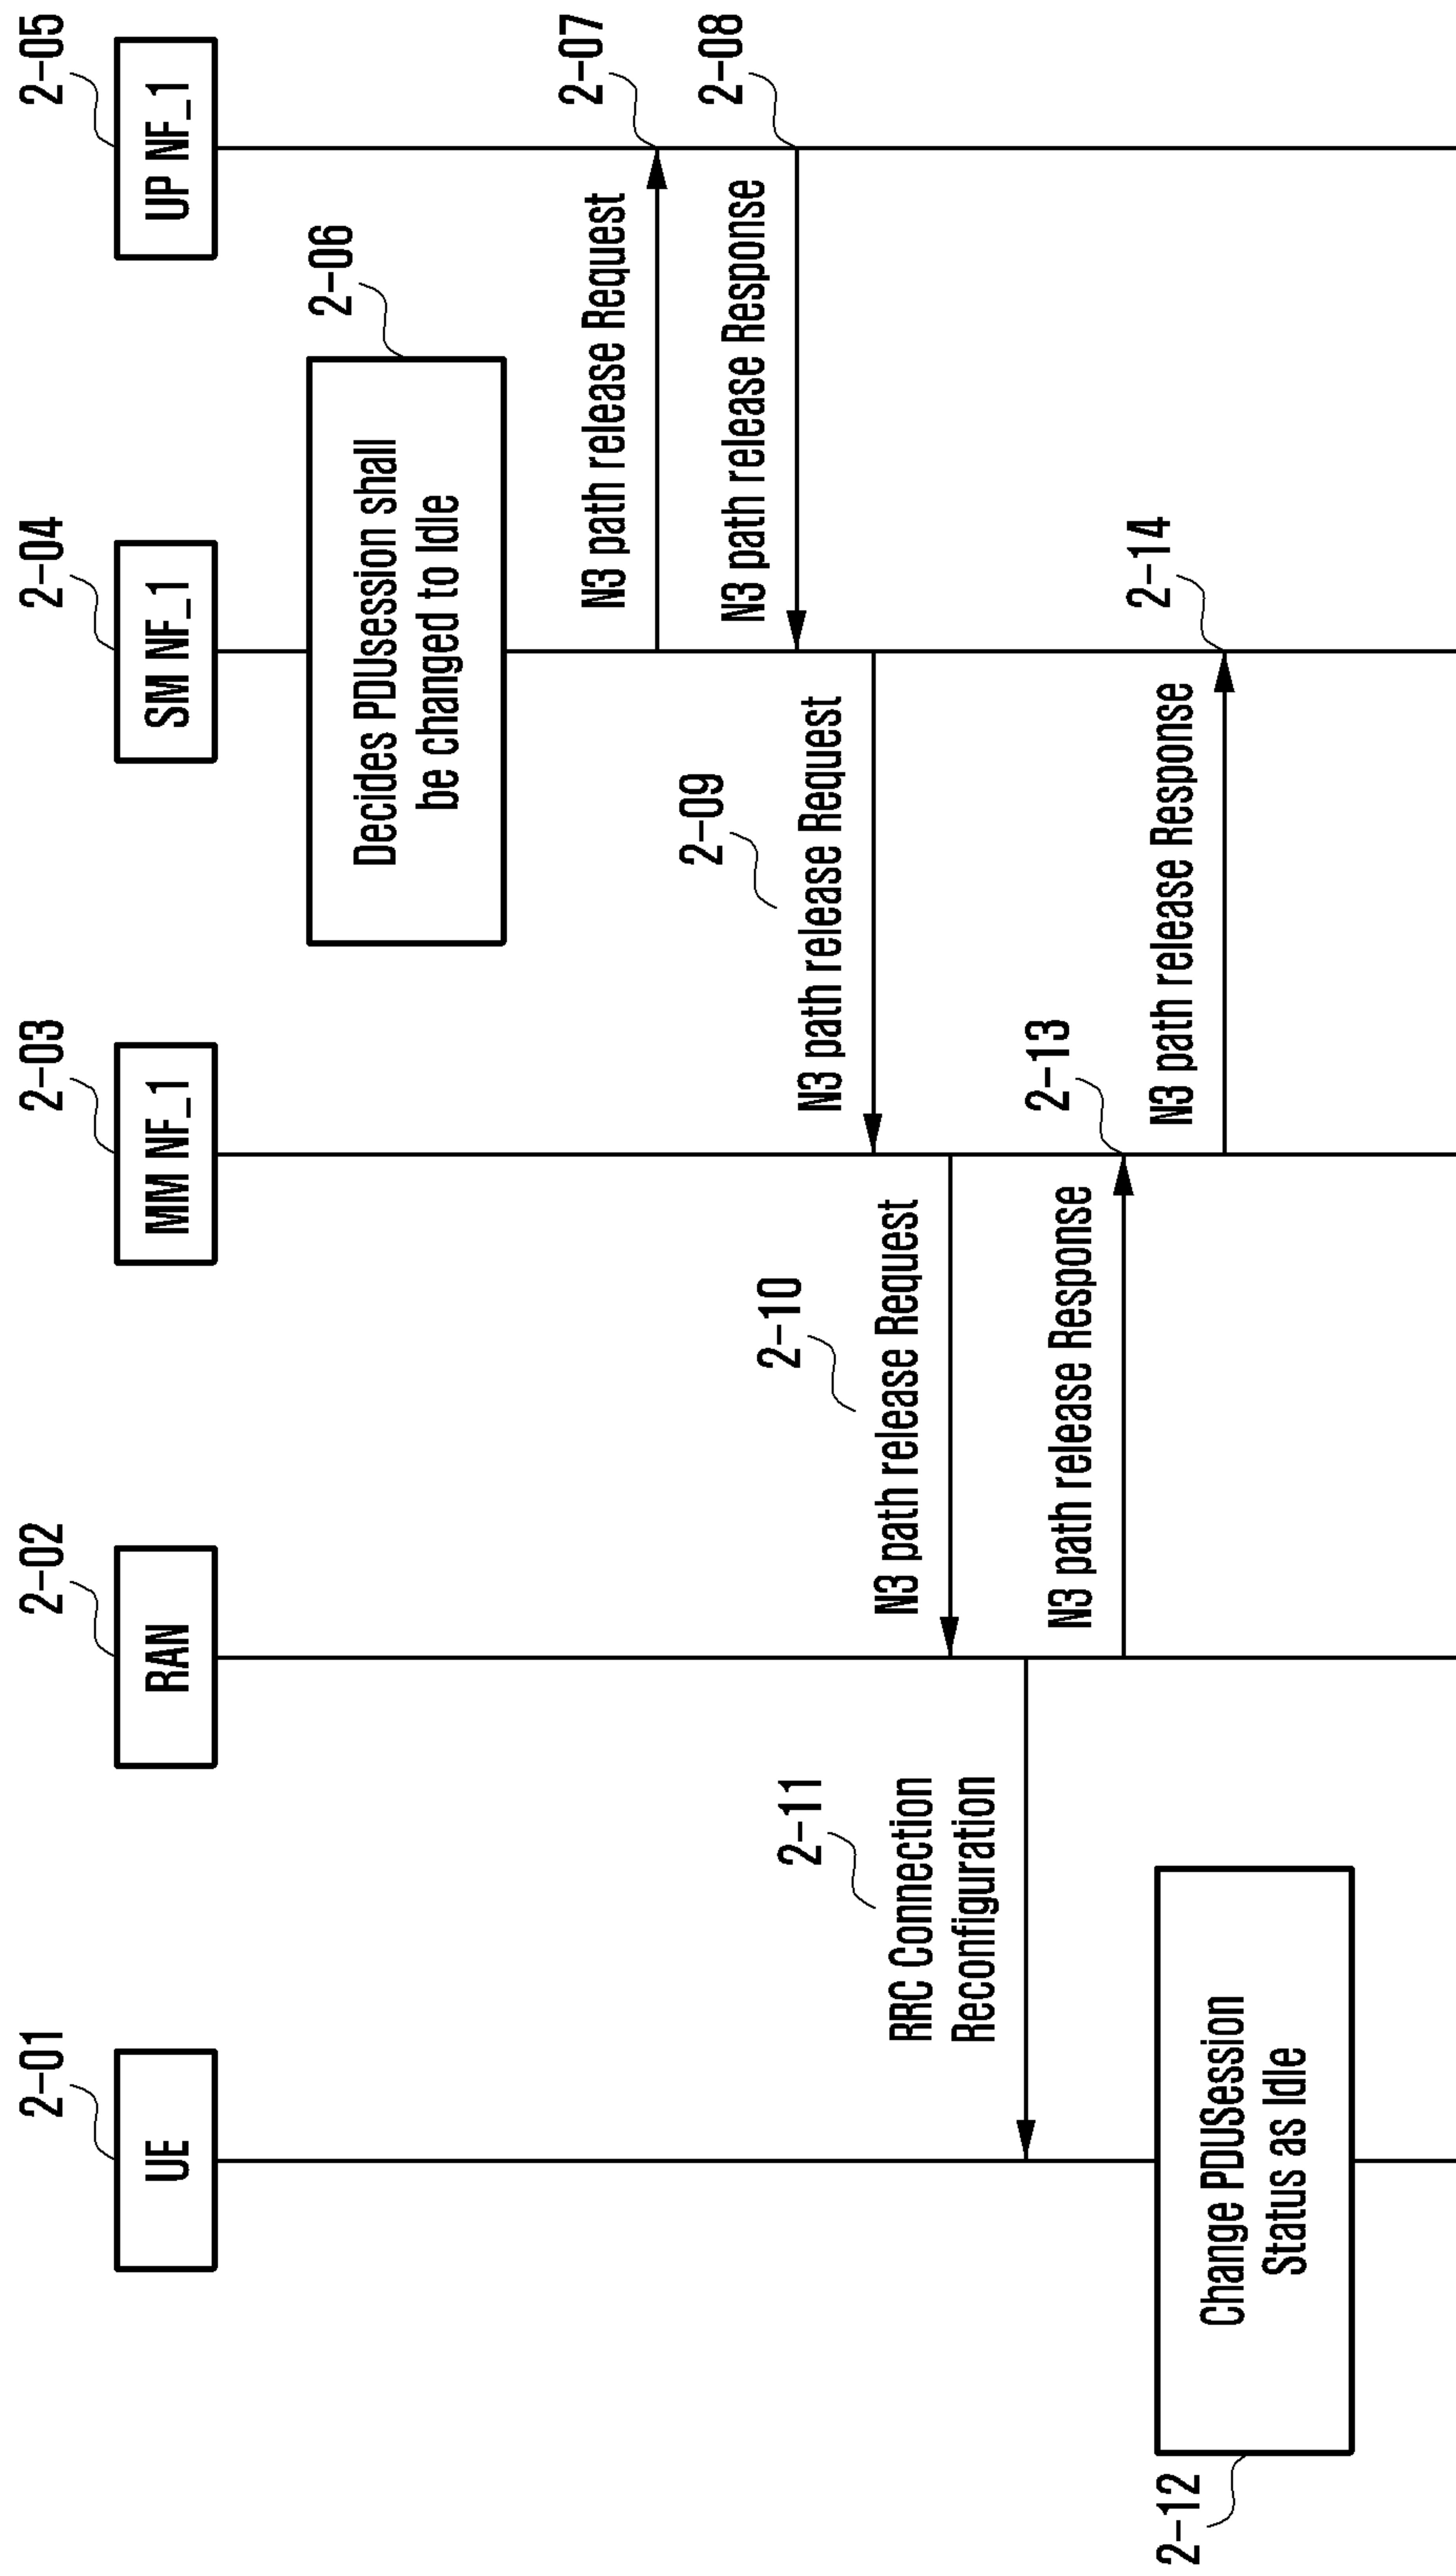 2-01
2-02
2-03
2-04
2-05
UE
RAN
MM NF_1
SM NF_1
UP NF_1
2-06
Decides PDUsession shall
be changed to Idle
2-07
N3 path release Request
2-08
N3 path release Response
2-09
N3 path release Request
2-10
N3 path release Request
2-11
RRC Connection
Reconfiguration
2-12
Change PDUSession
Status as Idle
2-13
N3 path release Response
2-14
N3 path release Response